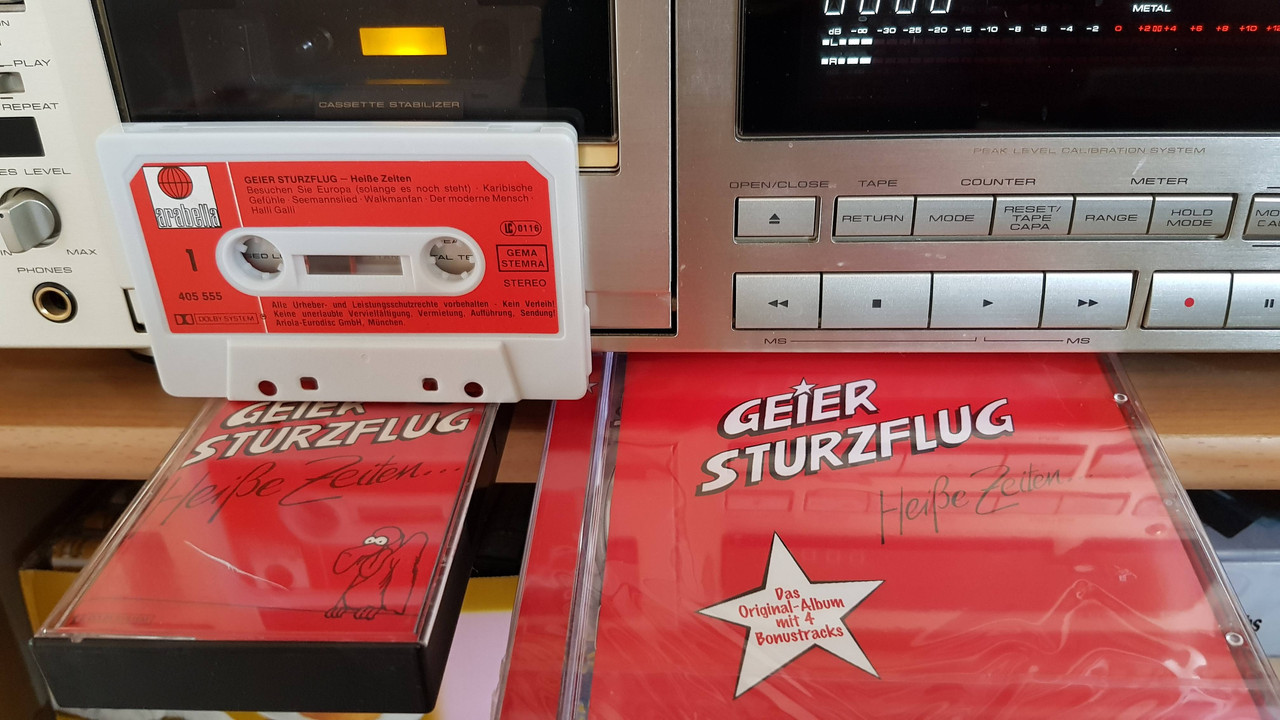 PLAY
REPEAT
ES LEVEL
MAX
PHONES
CASSETTE STABILIZER
METAL
dB -∞ -30 -25 -20 -15 -10 -8 -6 -4 -2 0 +2 +4 +6 +8 +10
L
R
PEAK LEVEL CALIBRATION SYSTEM
OPEN/CLOSE TAPE COUNTER METER
RETURN MODE RESET/ TAPE CAPA RANGE HOLD MODE
MS MS
arabella
GEIER STURZFLUG – Heiße Zeiten
Besuchen Sie Europa (solange es noch steht) · Karibische
Gefühle · Seemannslied · Walkmanfan · Der moderne Mensch ·
Halli Galli
LC 0116
1
GEMA
STEMRA
STEREO
405 555
DOLBY SYSTEM
Alle Urheber- und Leistungsschutzrechte vorbehalten - Kein Verleih!
Keine unerlaubte Vervielfältigung, Vermietung, Aufführung, Sendung!
Ariola-Eurodisc GmbH, München.
GEIER
STURZFLUG
Heiße Zeiten...
GEIER
STURZFLUG
Heiße Zeiten...
Das
Original-Album
mit 4
Bonustracks